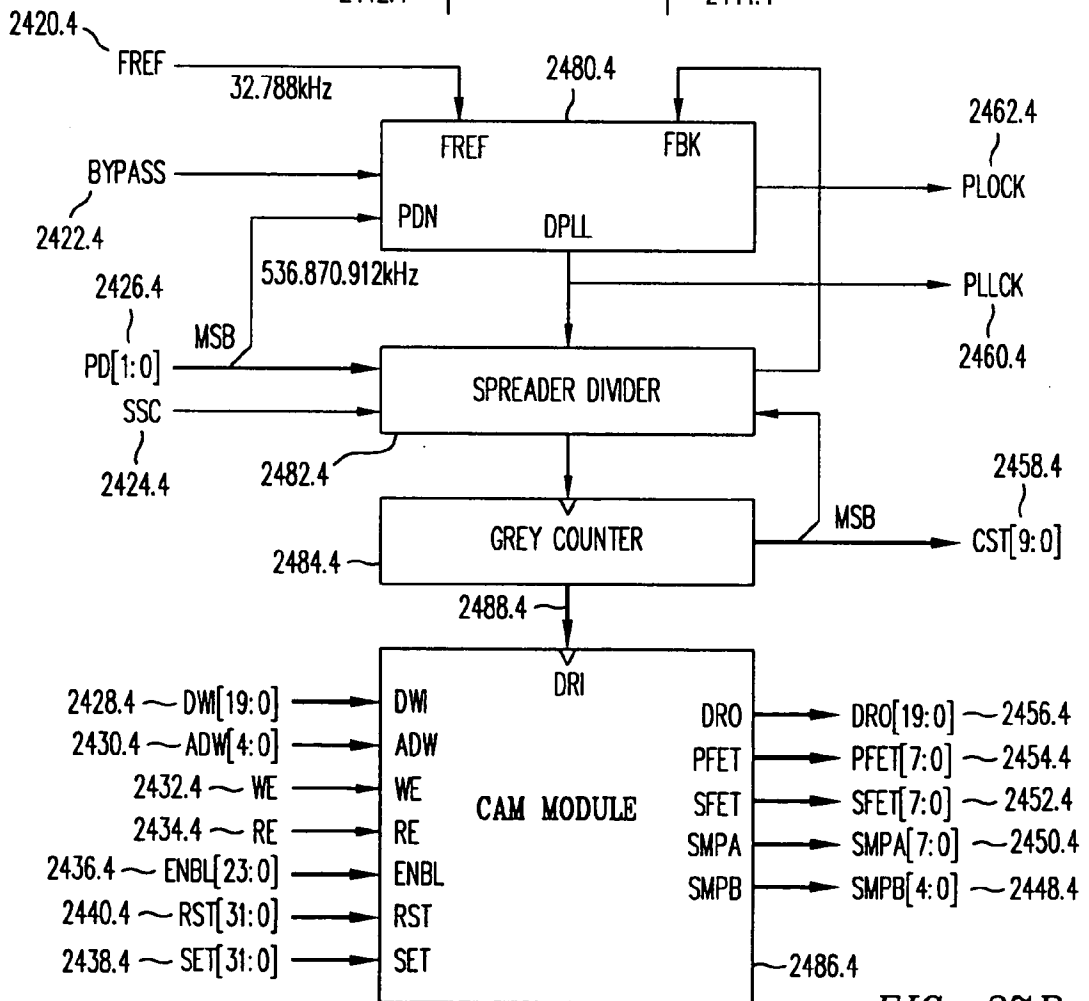 2420.4
FREF
32.788kHz
2480.4
FREF
FBK
2462.4
PLOCK
BYPASS
2422.4
PDN
DPLL
536.870.912kHz
2426.4
MSB
PD[1:0]
PLLCK
2460.4
SPREADER DIVIDER
SSC
2424.4
2482.4
2458.4
MSB
CST[9:0]
GREY COUNTER
2484.4
2488.4
DRI
2428.4 DWI[19:0] DWI
DRO DRO[19:0] 2456.4
2430.4 ADW[4:0] ADW
PFET PFET[7:0] 2454.4
2432.4 WE WE
CAM MODULE
SFET SFET[7:0] 2452.4
2434.4 RE RE
SMPA SMPA[7:0] 2450.4
2436.4 ENBL[23:0] ENBL
SMPB SMPB[4:0] 2448.4
2440.4 RST[31:0] RST
2438.4 SET[31:0] SET
2486.4